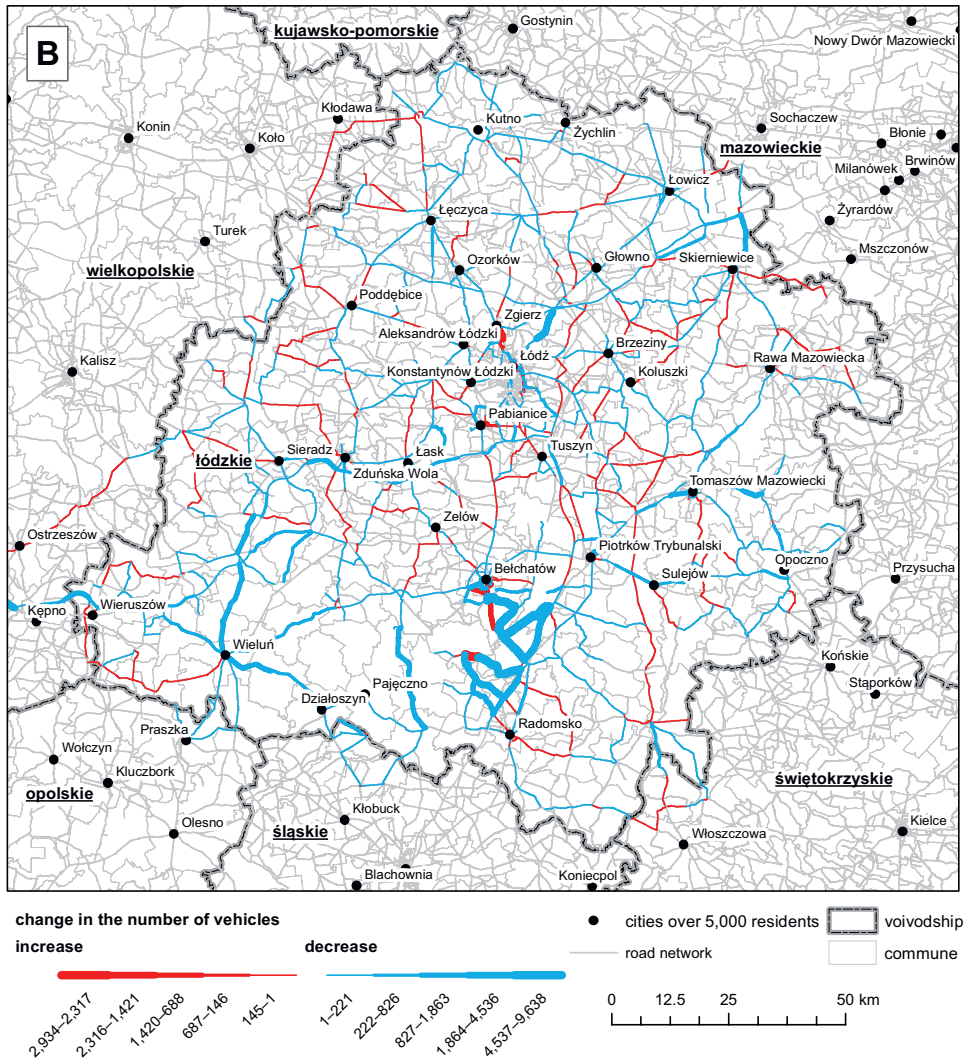 B
kujawsko-pomorskie
Gostynin
Nowy Dwór Mazowiecki
Kłodawa
Konin
Koło
Kutno
Żychlin
Sochaczew
Błonie
mazowieckie
Milanówek
Brwinów
Łowicz
Łęczyca
Żyrardów
Turek
Mszczonów
wielkopolskie
Ozorków
Głowno
Skierniewice
Poddębice
Zgierz
Aleksandrów Łódzki
Łódź
Brzeziny
Kalisz
Konstantynów Łódzki
Koluszki
Rawa Mazowiecka
Pabianice
Tuszyn
Sieradz
Łask
łódzkie
Zduńska Wola
Tomaszów Mazowiecki
Zelów
Ostrzeszów
Piotrków Trybunalski
Opoczno
Przysucha
Bełchatów
Sulejów
Kępno
Wieruszów
Wieluń
Końskie
Pajęczno
Stąporków
Działoszyn
Praszka
Radomsko
Wołczyn
Kluczbork
świętokrzyskie
opolskie
Olesno
Kłobuck
śląskie
Włoszczowa
Kielce
Blachownia
Koniecpol
change in the number of vehicles
increase
decrease
2,934–2,317
2,316–1,421
1,420–688
687–146
145–1
1–221
222–826
827–1,863
1,864–4,536
4,537–9,638
cities over 5,000 residents
voivodship
road network
commune
0 12.5 25 50 km